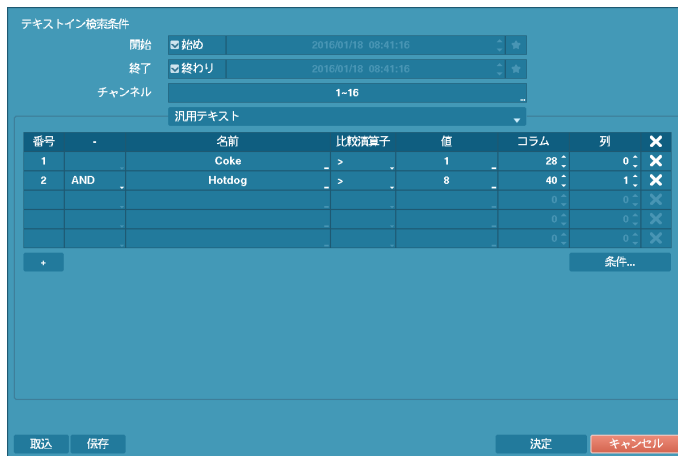 テキストイン検索条件
開始 始め 2016/01/18 08:41:16
終了 終わり 2016/01/18 08:41:16
チャンネル 1~16 ...
汎用テキスト
番号 - 名前 比較演算子 値 コラム 列
1 Coke > 1 28 0
2 AND Hotdog > 8 40 1
0 0
0 0
0 0
+ 条件...
取込 保存 決定 キャンセル